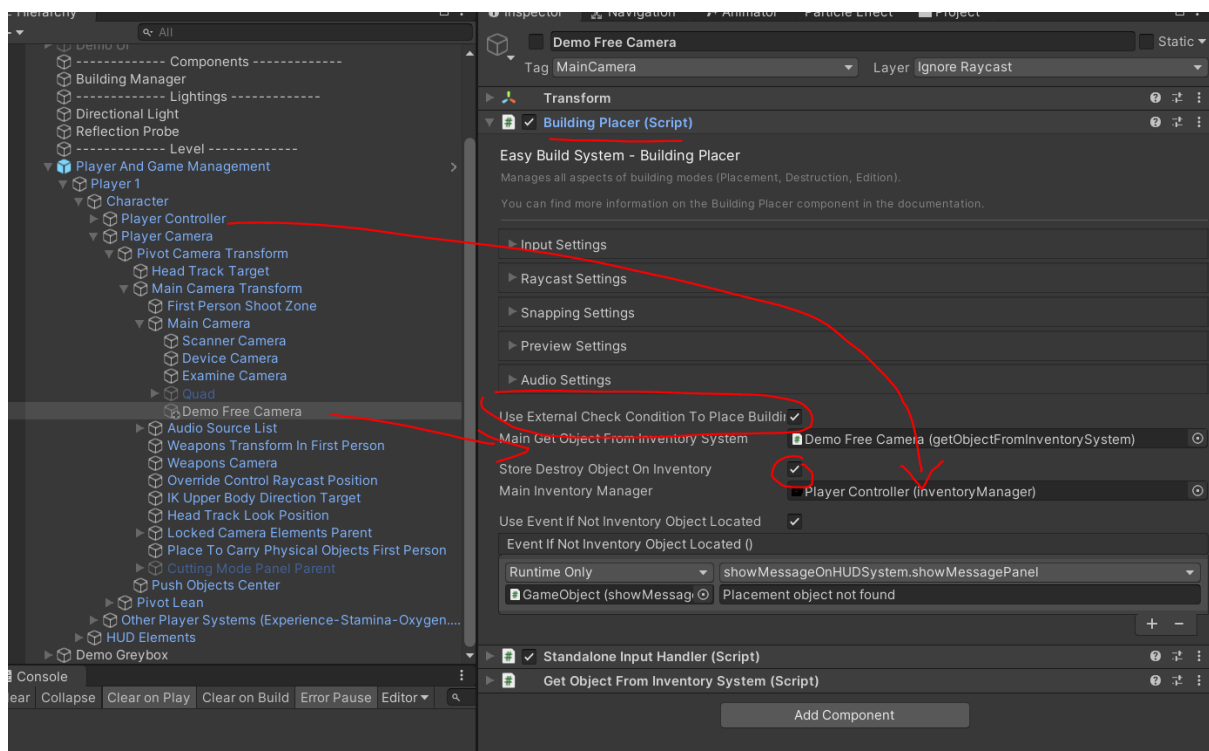 Hierarchy
All
Demo UI
------------- Components -------------
Building Manager
------------- Lightings -------------
Directional Light
Reflection Probe
------------- Level -------------
Player And Game Management
Player 1
Character
Player Controller
Player Camera
Pivot Camera Transform
Head Track Target
Main Camera Transform
First Person Shoot Zone
Main Camera
Scanner Camera
Device Camera
Examine Camera
Quad
Demo Free Camera
Audio Source List
Weapons Transform In First Person
Weapons Camera
Override Control Raycast Position
IK Upper Body Direction Target
Head Track Look Position
Locked Camera Elements Parent
Place To Carry Physical Objects First Person
Cutting Mode Panel Parent
Push Objects Center
Pivot Lean
Other Player Systems (Experience-Stamina-Oxygen....
HUD Elements
Demo Greybox
Console
lear Collapse Clear on Play Clear on Build Error Pause Editor
Inspector Navigation Animator Particle Effect Project
Demo Free Camera Static
Tag MainCamera Layer Ignore Raycast
Transform
Building Placer (Script)
Easy Build System - Building Placer
Manages all aspects of building modes (Placement, Destruction, Edition).
You can find more information on the Building Placer component in the documentation.
Input Settings
Raycast Settings
Snapping Settings
Preview Settings
Audio Settings
Use External Check Condition To Place Buildin
Main Get Object From Inventory System Demo Free Camera (getObjectFromInventorySystem)
Store Destroy Object On Inventory
Main Inventory Manager Player Controller (inventoryManager)
Use Event If Not Inventory Object Located
Event If Not Inventory Object Located ()
Runtime Only showMessageOnHUDSystem.showMessagePanel
GameObject (showMessag Placement object not found
+ −
Standalone Input Handler (Script)
Get Object From Inventory System (Script)
Add Component